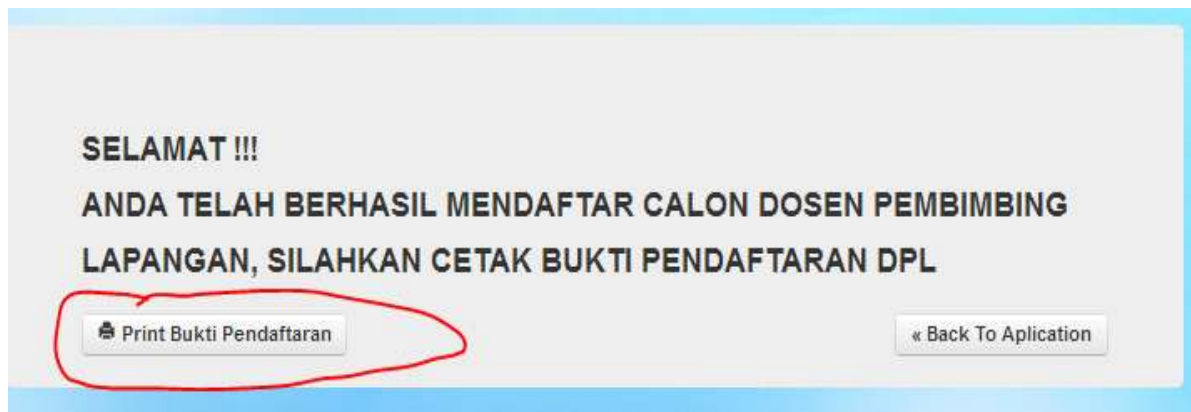 SELAMAT !!!
ANDA TELAH BERHASIL MENDAFTAR CALON DOSEN PEMBIMBING
LAPANGAN, SILAHKAN CETAK BUKTI PENDAFTARAN DPL
Print Bukti Pendaftaran
« Back To Aplication